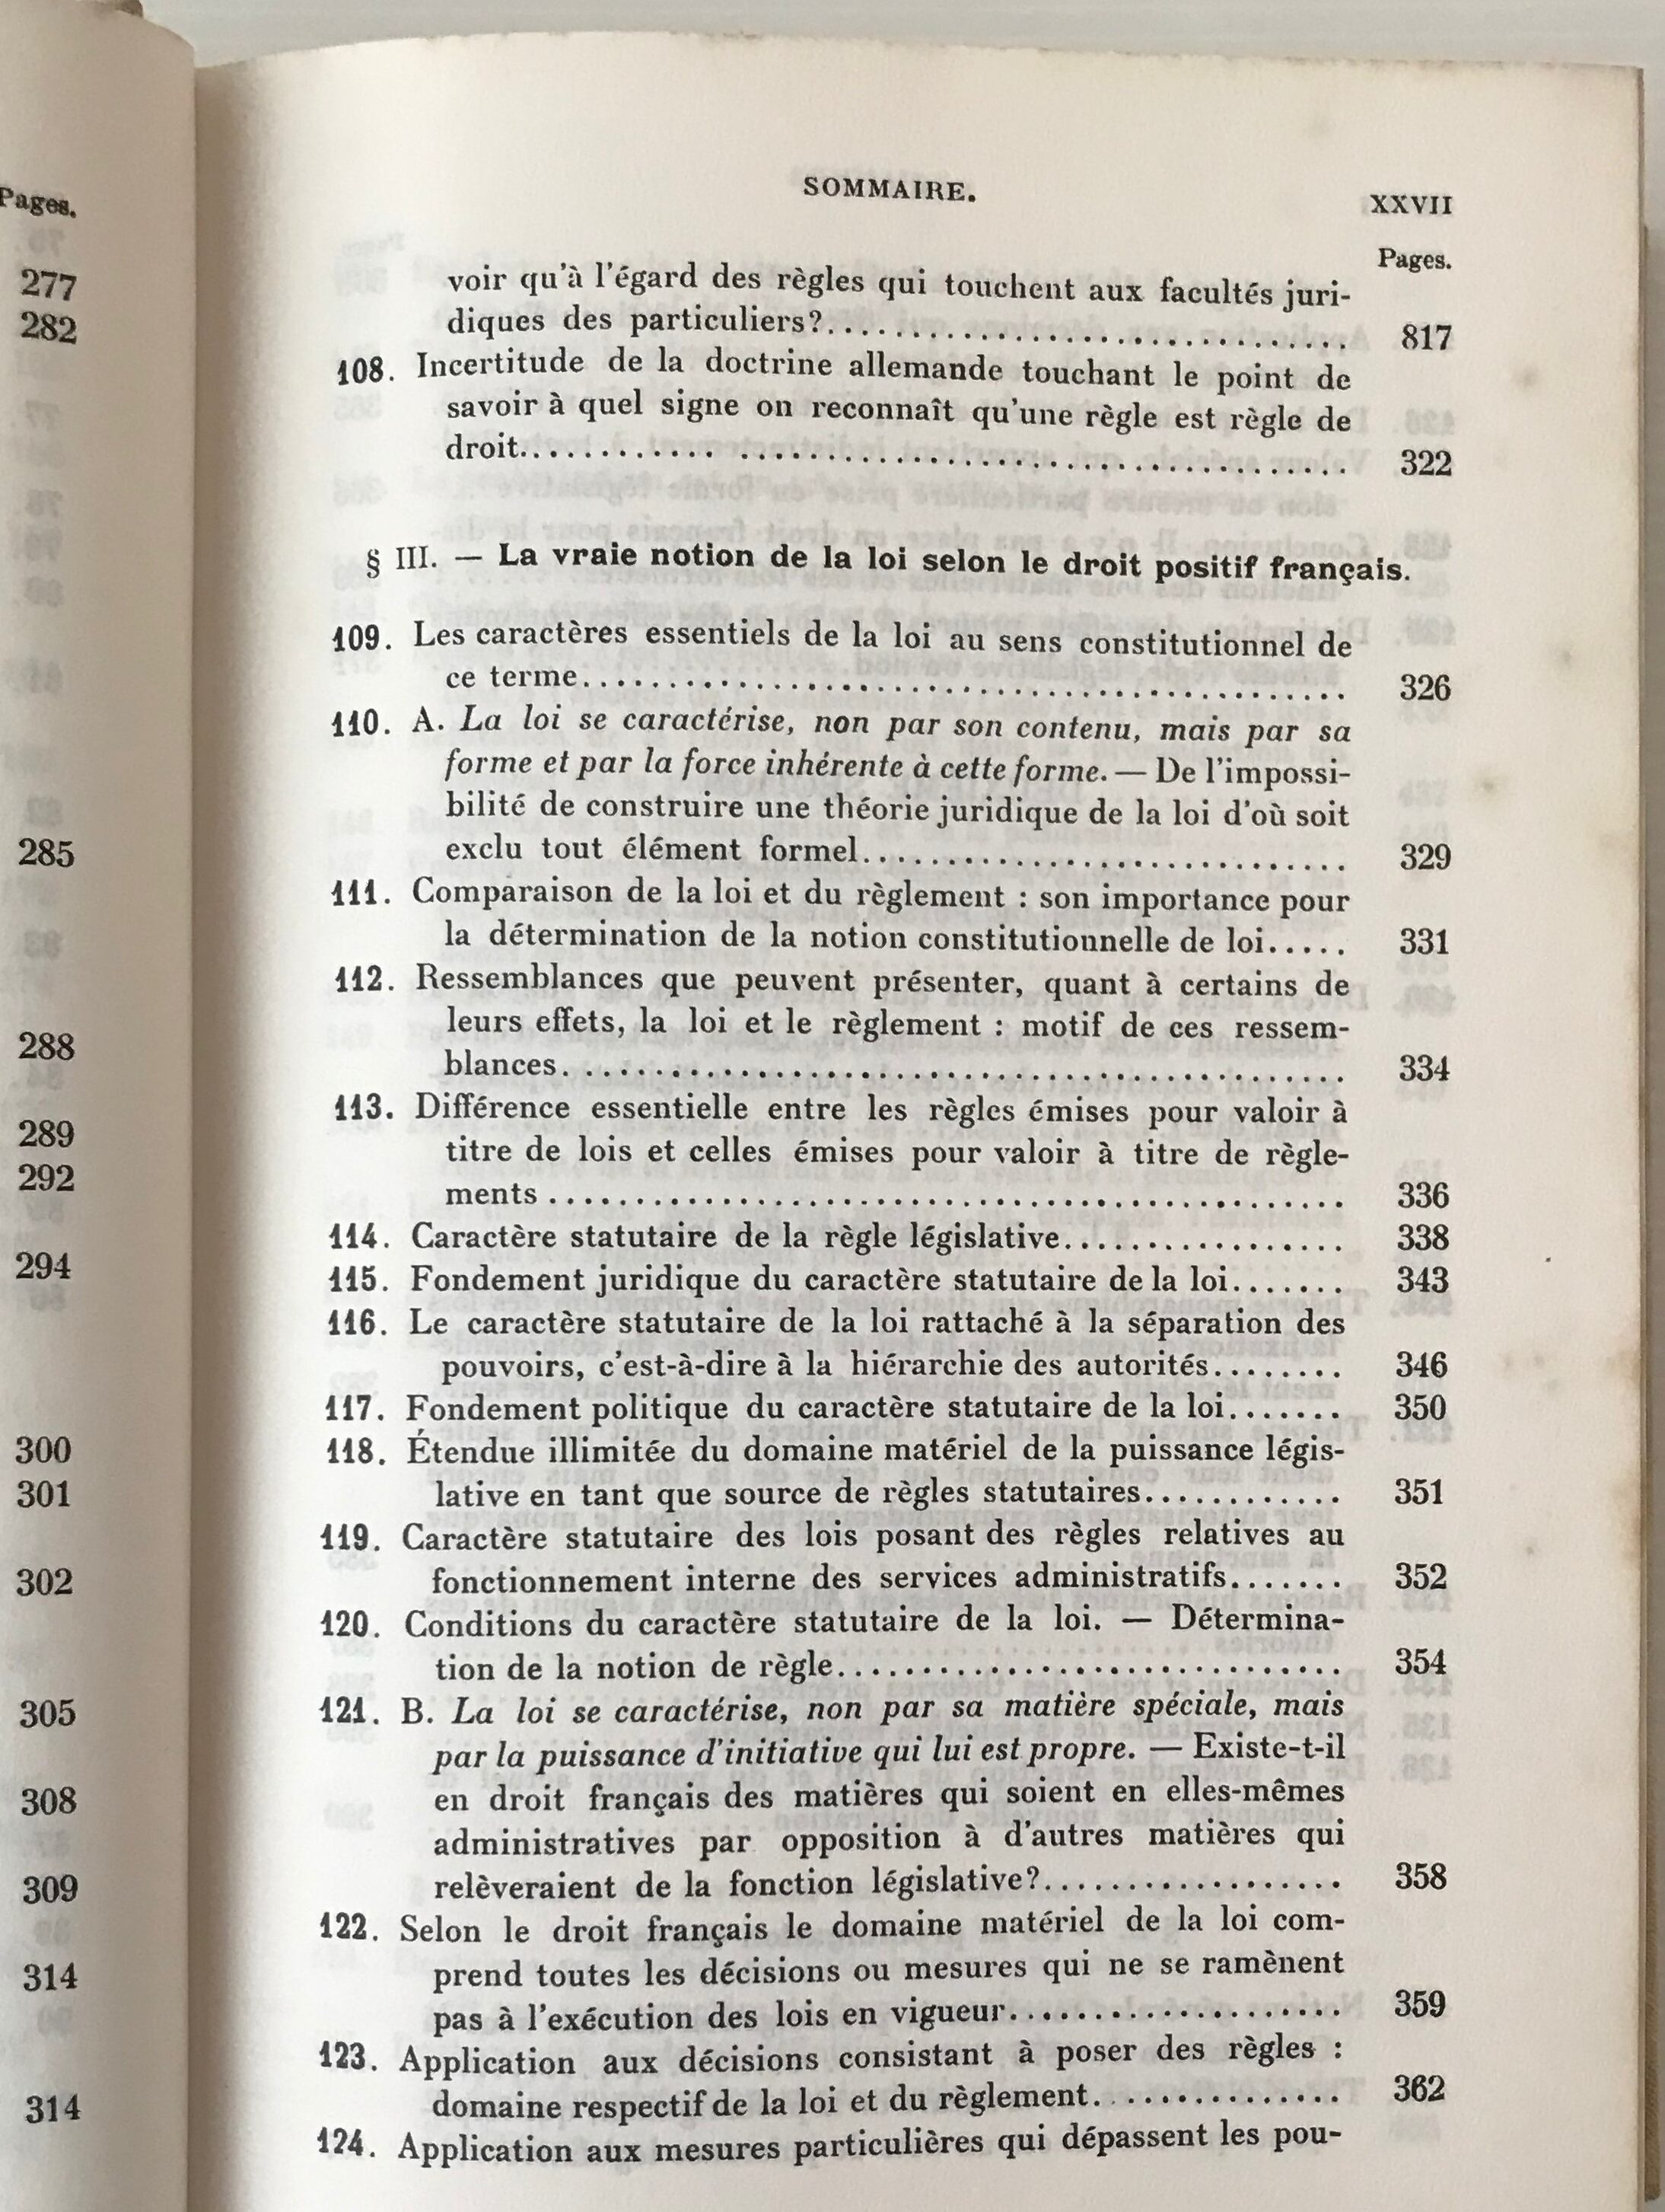 Pages.
277
282
285
288
289
292
294
300
301
302
305
308
309
314
314
SOMMAIRE.
XXVII
Pages.
voir qu'à l'égard des règles qui touchent aux facultés juri-
diques des particuliers?............................ 817
108. Incertitude de la doctrine allemande touchant le point de
savoir à quel signe on reconnaît qu'une règle est règle de
droit............................................. 322
§ III. — La vraie notion de la loi selon le droit positif français.
109. Les caractères essentiels de la loi au sens constitutionnel de
ce terme......................................... 326
110. A. La loi se caractérise, non par son contenu, mais par sa
forme et par la force inhérente à cette forme. — De l'impossi-
bilité de construire une théorie juridique de la loi d'où soit
exclu tout élément formel........................... 329
111. Comparaison de la loi et du règlement : son importance pour
la détermination de la notion constitutionnelle de loi..... 331
112. Ressemblances que peuvent présenter, quant à certains de
leurs effets, la loi et le règlement : motif de ces ressem-
blances........................................... 334
113. Différence essentielle entre les règles émises pour valoir à
titre de lois et celles émises pour valoir à titre de règle-
ments ........................................... 336
114. Caractère statutaire de la règle législative................. 338
115. Fondement juridique du caractère statutaire de la loi....... 343
116. Le caractère statutaire de la loi rattaché à la séparation des
pouvoirs, c'est-à-dire à la hiérarchie des autorités........ 346
117. Fondement politique du caractère statutaire de la loi....... 350
118. Étendue illimitée du domaine matériel de la puissance légis-
lative en tant que source de règles statutaires............ 351
119. Caractère statutaire des lois posant des règles relatives au
fonctionnement interne des services administratifs....... 352
120. Conditions du caractère statutaire de la loi. — Détermina-
tion de la notion de règle............................ 354
121. B. La loi se caractérise, non par sa matière spéciale, mais
par la puissance d'initiative qui lui est propre. — Existe-t-il
en droit français des matières qui soient en elles-mêmes
administratives par opposition à d'autres matières qui
relèveraient de la fonction législative?.................. 358
122. Selon le droit français le domaine matériel de la loi com-
prend toutes les décisions ou mesures qui ne se ramènent
pas à l'exécution des lois en vigueur................... 359
123. Application aux décisions consistant à poser des règles :
domaine respectif de la loi et du règlement.............. 362
124. Application aux mesures particulières qui dépassent les pou-